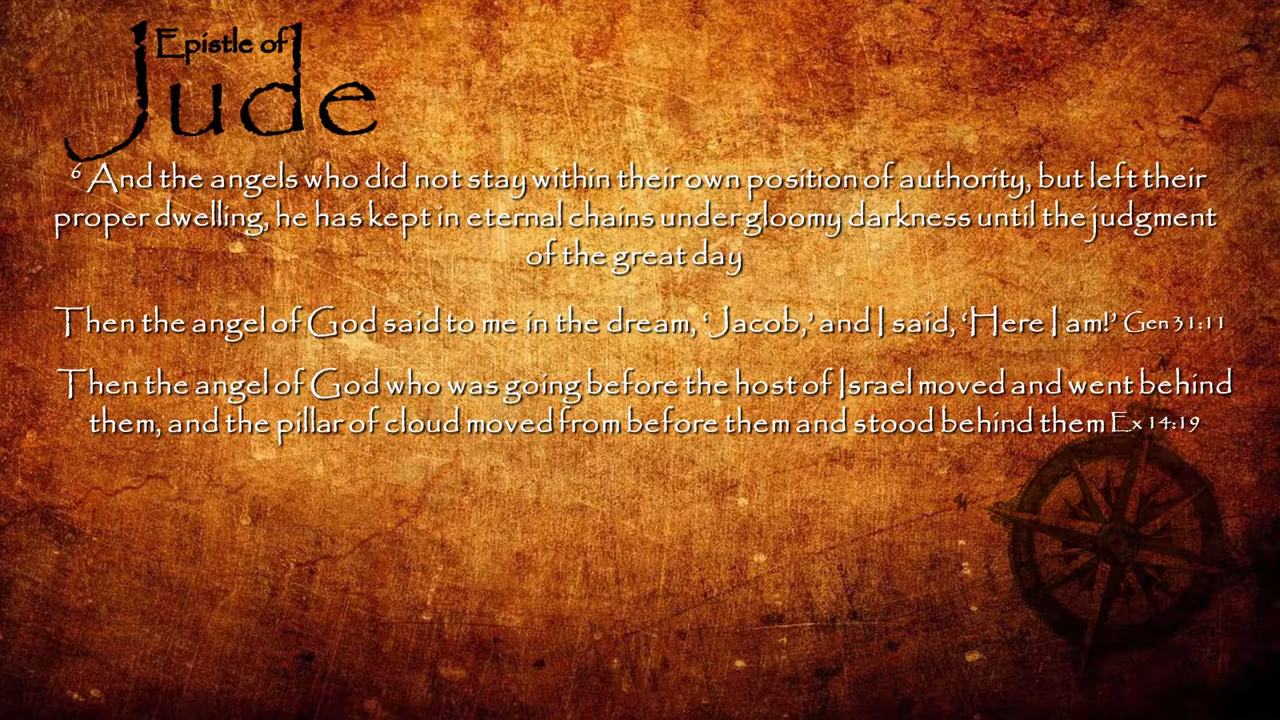 Epistle of
Jude
6 And the angels who did not stay within their own position of authority, but left their
proper dwelling, he has kept in eternal chains under gloomy darkness until the judgment
of the great day
Then the angel of God said to me in the dream, ‘Jacob,’ and I said, ‘Here I am!’ Gen 31:11
Then the angel of God who was going before the host of Israel moved and went behind
them, and the pillar of cloud moved from before them and stood behind them Ex 14:19